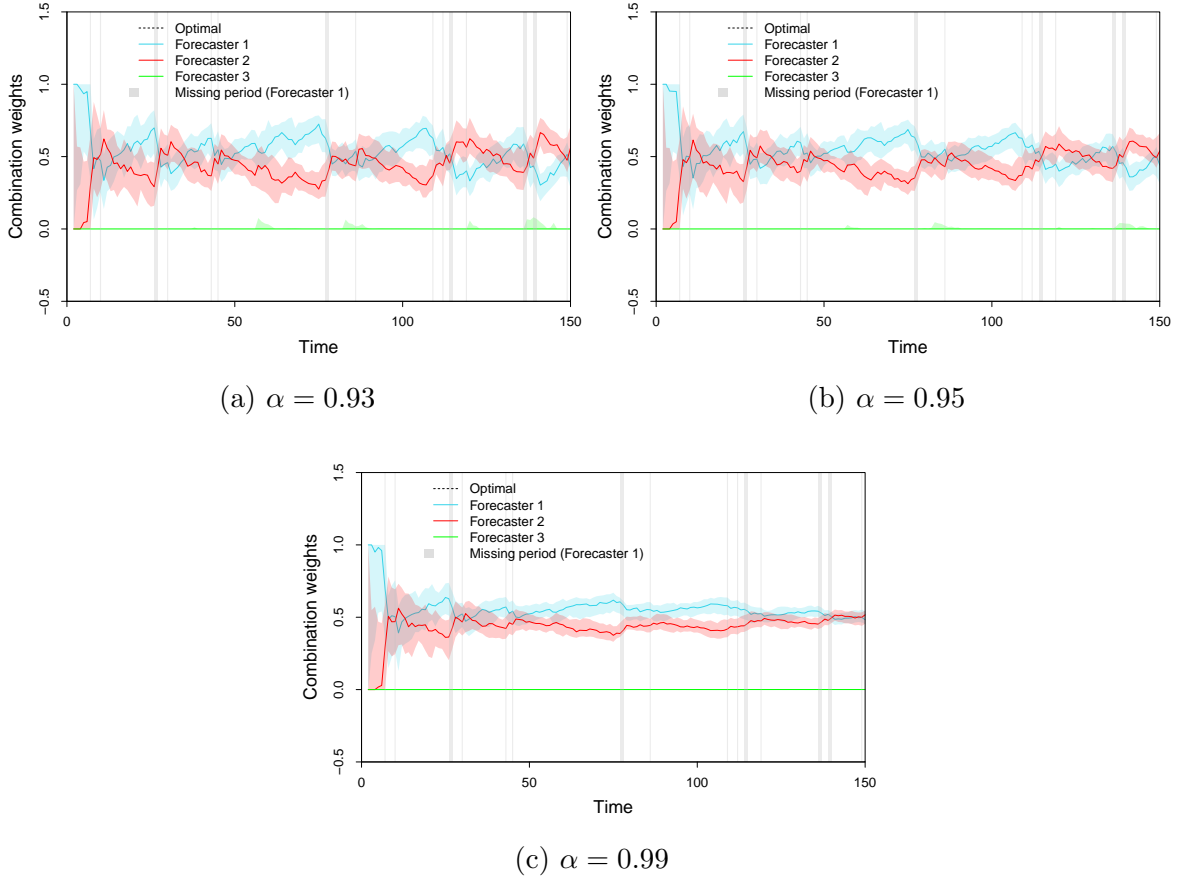 Optimal
Forecaster 1
Forecaster 2
Forecaster 3
Missing period (Forecaster 1)
Combination weights
1.5
1.0
0.5
0.0
−0.5
0 50 100 150
Time
(a) α = 0.93
Optimal
Forecaster 1
Forecaster 2
Forecaster 3
Missing period (Forecaster 1)
Combination weights
1.5
1.0
0.5
0.0
−0.5
0 50 100 150
Time
(b) α = 0.95
Optimal
Forecaster 1
Forecaster 2
Forecaster 3
Missing period (Forecaster 1)
Combination weights
1.5
1.0
0.5
0.0
−0.5
0 50 100 150
Time
(c) α = 0.99